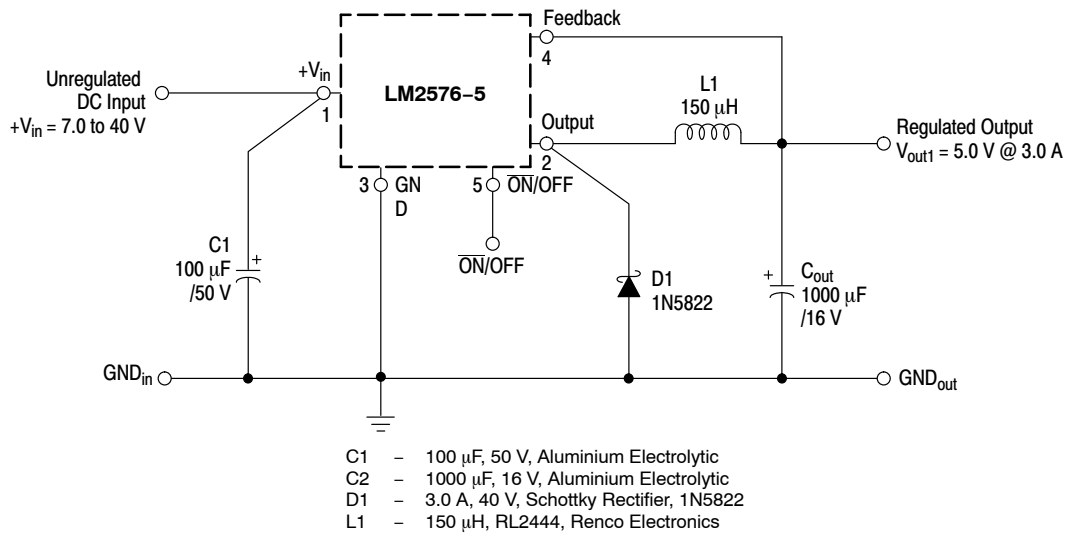 Feedback
4
Unregulated
DC Input
+Vin = 7.0 to 40 V
+Vin
1
LM2576−5
L1
150 μH
Output
2
Regulated Output
Vout1 = 5.0 V @ 3.0 A
3
GN
D
5
ON/OFF
ON/OFF
C1
100 μF
/50 V
+
D1
1N5822
+
Cout
1000 μF
/16 V
GNDin
GNDout
C1 – 100 μF, 50 V, Aluminium Electrolytic
C2 – 1000 μF, 16 V, Aluminium Electrolytic
D1 – 3.0 A, 40 V, Schottky Rectifier, 1N5822
L1 – 150 μH, RL2444, Renco Electronics